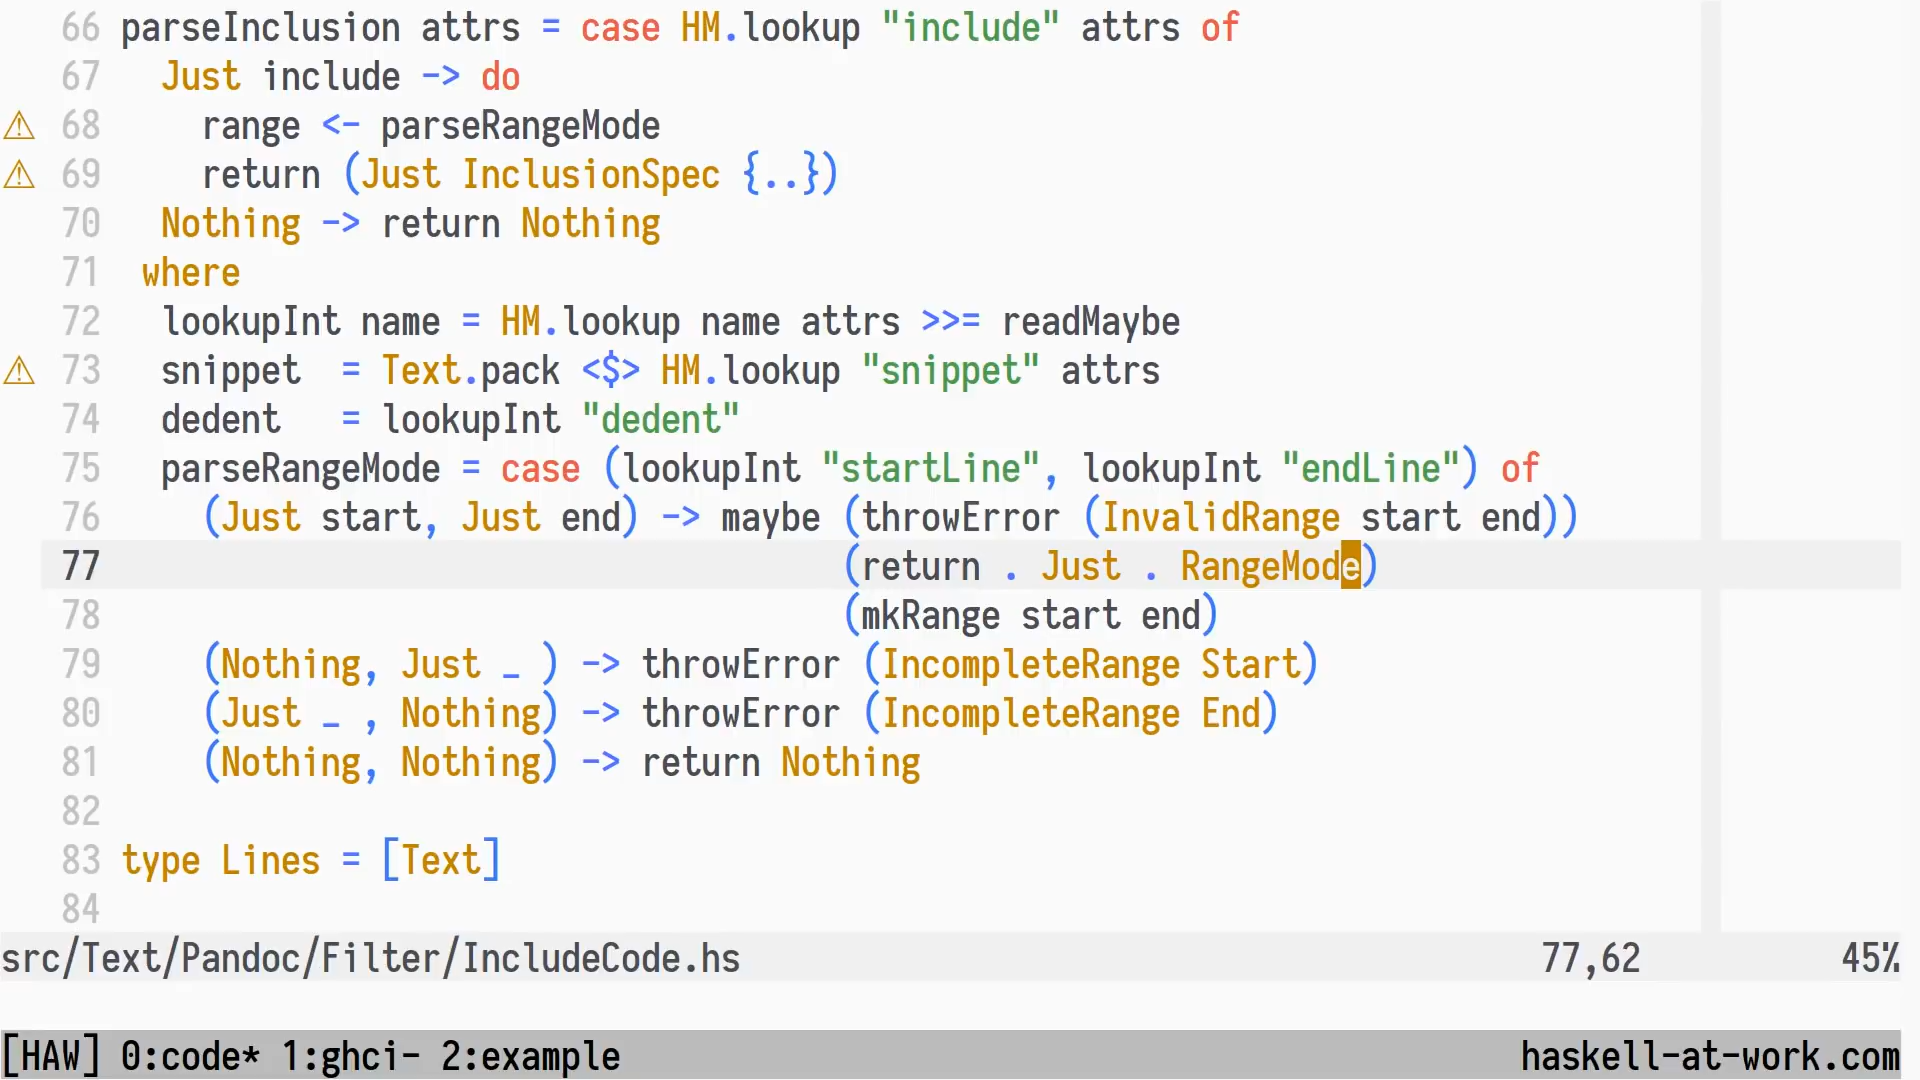 66 parseInclusion attrs = case HM.lookup "include" attrs of
67   Just include -> do
⚠ 68     range <- parseRangeMode
⚠ 69     return (Just InclusionSpec {..})
70   Nothing -> return Nothing
71  where
72   lookupInt name = HM.lookup name attrs >>= readMaybe
⚠ 73   snippet  = Text.pack <$> HM.lookup "snippet" attrs
74   dedent   = lookupInt "dedent"
75   parseRangeMode = case (lookupInt "startLine", lookupInt "endLine") of
76     (Just start, Just end) -> maybe (throwError (InvalidRange start end))
77                                     (return . Just . RangeMode)
78                                     (mkRange start end)
79     (Nothing, Just _ ) -> throwError (IncompleteRange Start)
80     (Just _ , Nothing) -> throwError (IncompleteRange End)
81     (Nothing, Nothing) -> return Nothing
82
83 type Lines = [Text]
84
src/Text/Pandoc/Filter/IncludeCode.hs 77,62 45%
[HAW] 0:code* 1:ghci- 2:example haskell-at-work.com